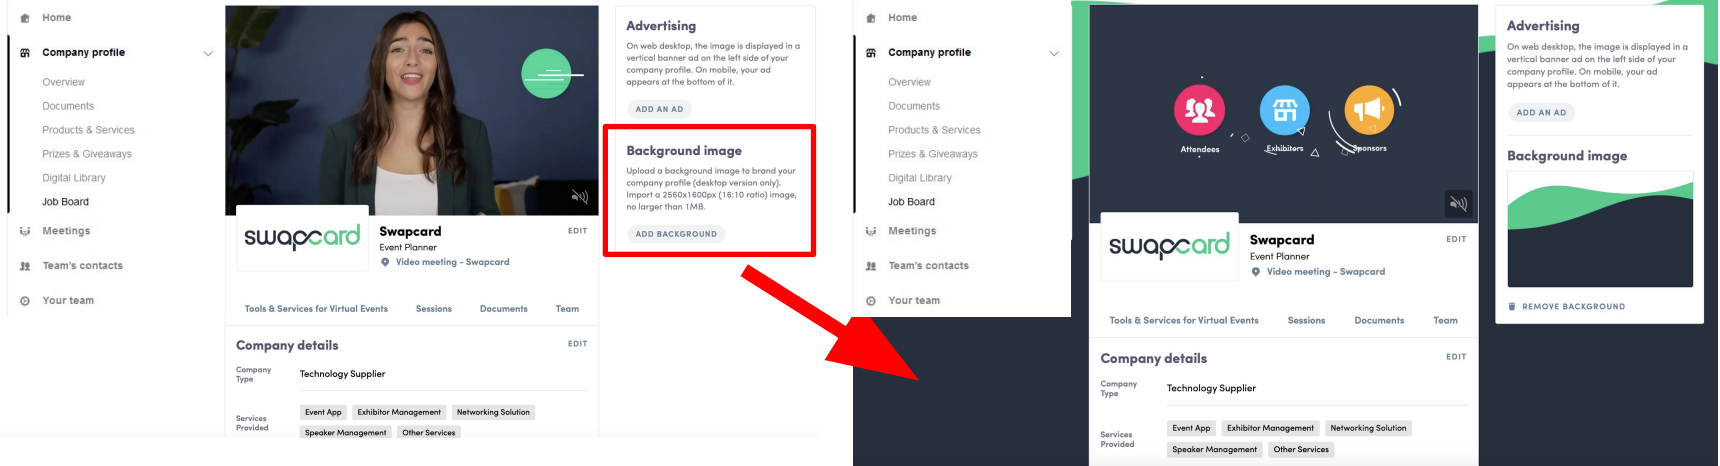 Home
Company profile
Overview
Documents
Products & Services
Prizes & Giveaways
Digital Library
Job Board
Meetings
Team's contacts
Your team
swapcard
Swapcard
EDIT
Event Planner
Video meeting - Swapcard
Tools & Services for Virtual Events
Sessions
Documents
Team
Company details
EDIT
Company
Type
Technology Supplier
Services
Provided
Event App
Exhibitor Management
Networking Solution
Speaker Management
Other Services
Advertising
On web desktop, the image is displayed in a
vertical banner ad on the left side of your
company profile. On mobile, your ad
appears at the bottom of it.
ADD AN AD
Background image
Upload a background image to brand your
company profile (desktop version only).
Import a 2560x1600px (16:10 ratio) image,
no larger than 1MB.
ADD BACKGROUND
Home
Company profile
Overview
Documents
Products & Services
Prizes & Giveaways
Digital Library
Job Board
Meetings
Team's contacts
Your team
Attendees
Exhibitors
Sponsors
swapcard
Swapcard
EDIT
Event Planner
Video meeting - Swapcard
Tools & Services for Virtual Events
Sessions
Documents
Team
Company details
EDIT
Company
Type
Technology Supplier
Services
Provided
Event App
Exhibitor Management
Networking Solution
Speaker Management
Other Services
Advertising
On web desktop, the image is displayed in a
vertical banner ad on the left side of your
company profile. On mobile, your ad
appears at the bottom of it.
ADD AN AD
Background image
REMOVE BACKGROUND